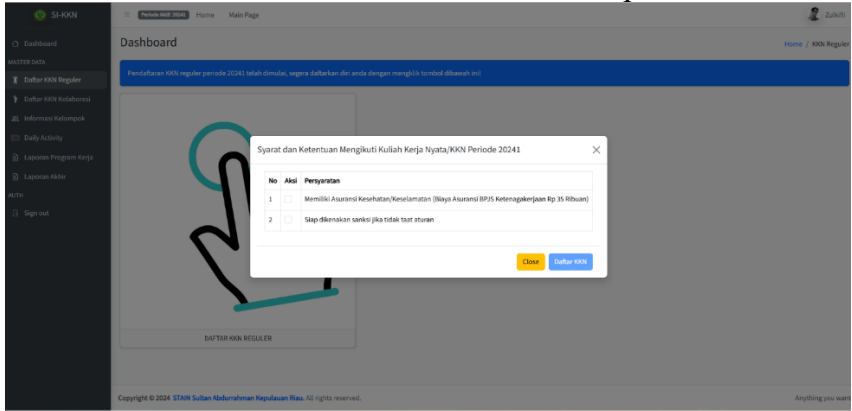 SI-KKN
Periode Aktif: 20241 Home Main Page
Zulkifli
Dashboard
MASTER DATA
Daftar KKN Reguler
Daftar KKN Kolaborasi
Informasi Kelompok
Daily Activity
Laporan Program Kerja
Laporan Akhir
AUTH
Sign out
Dashboard
Home / KKN Reguler
Pendaftaran KKN reguler periode 20241 telah dimulai, segera daftarkan diri anda dengan mengklik tombol dibawah ini!
Syarat dan Ketentuan Mengikuti Kuliah Kerja Nyata/KKN Periode 20241
No Aksi Persyaratan
1 Memiliki Asuransi Kesehatan/Keselamatan (Biaya Asuransi BPJS Ketenagakerjaan Rp 35 Ribuan)
2 Siap dikenakan sanksi jika tidak taat aturan
Close Daftar KKN
DAFTAR KKN REGULER
Copyright © 2024 STAIN Sultan Abdurrahman Kepulauan Riau. All rights reserved.
Anything you want